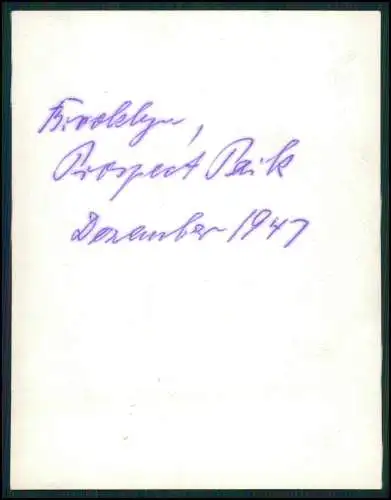 Brooklyn,
Prospect Park
Dezember 1947